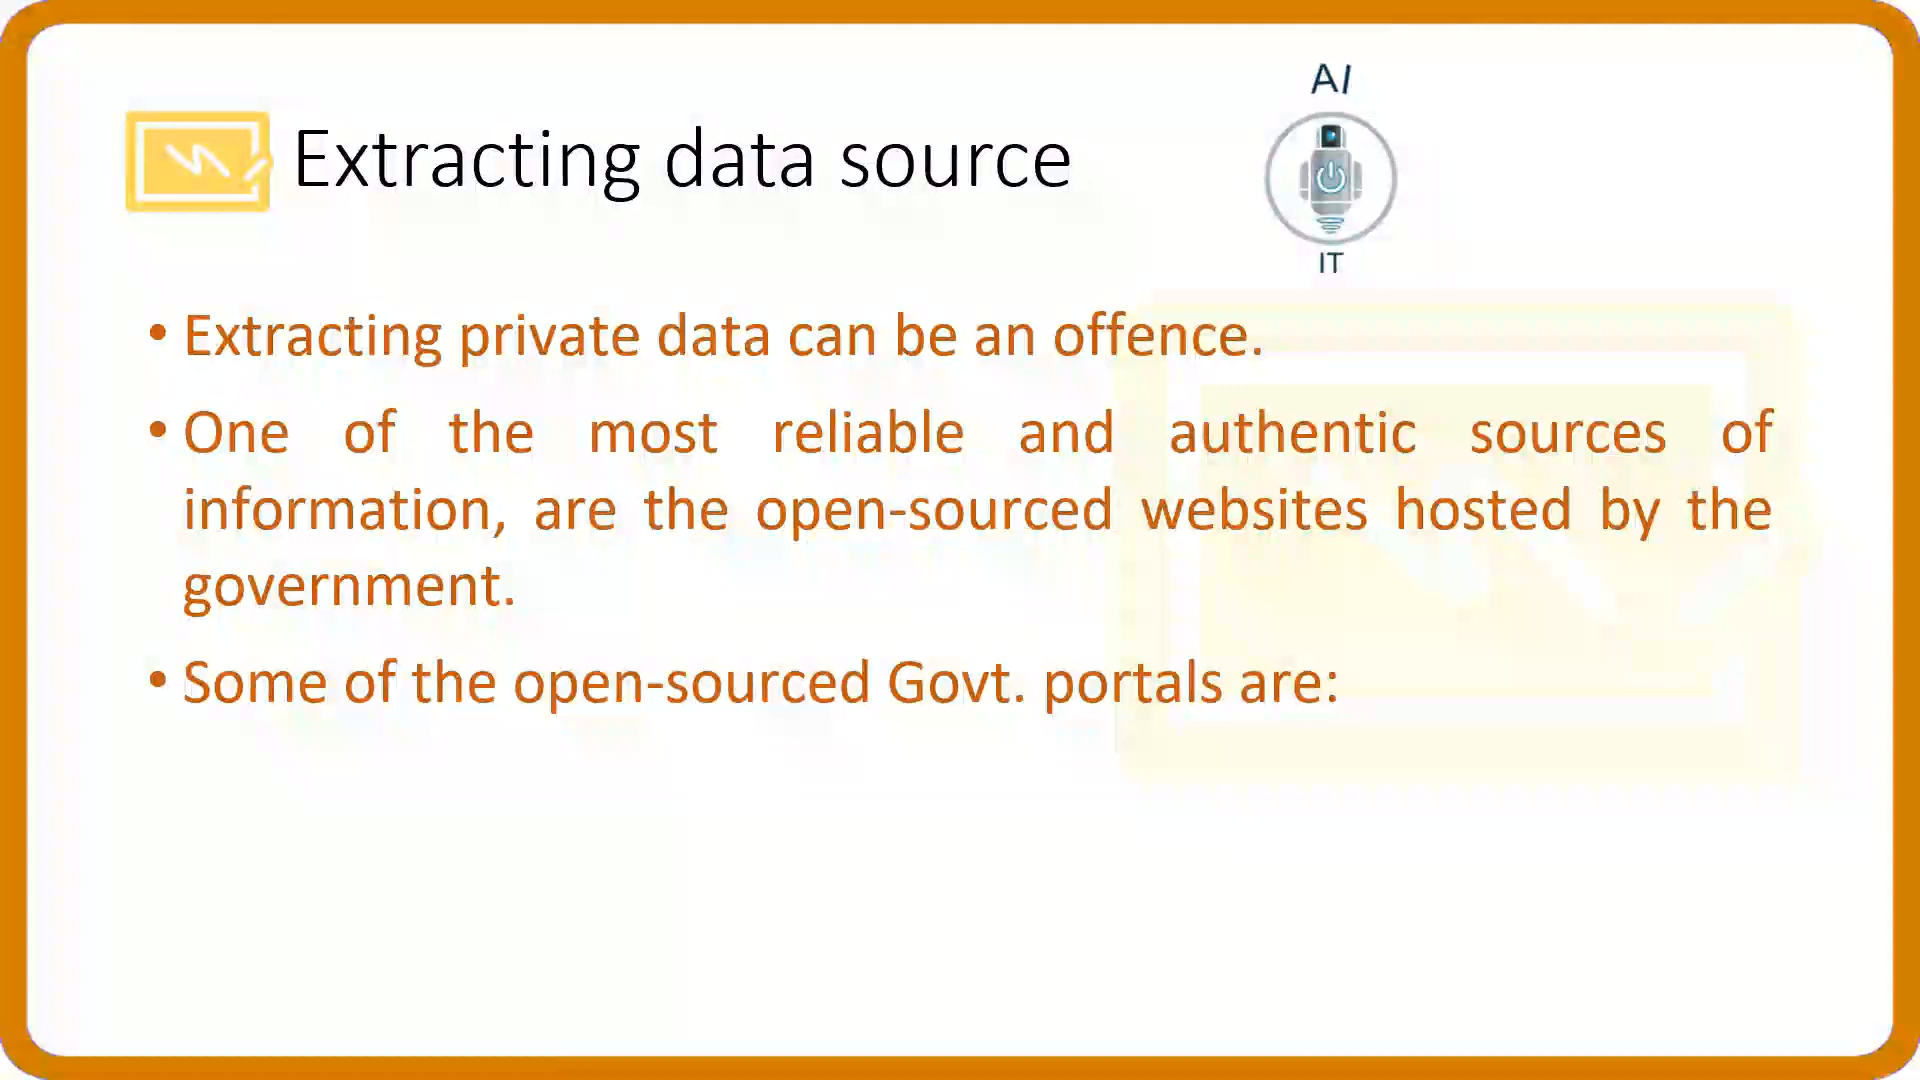 AI
Extracting data source
IT
• Extracting private data can be an offence.
• One of the most reliable and authentic sources of
information, are the open-sourced websites hosted by the
government.
• Some of the open-sourced Govt. portals are: